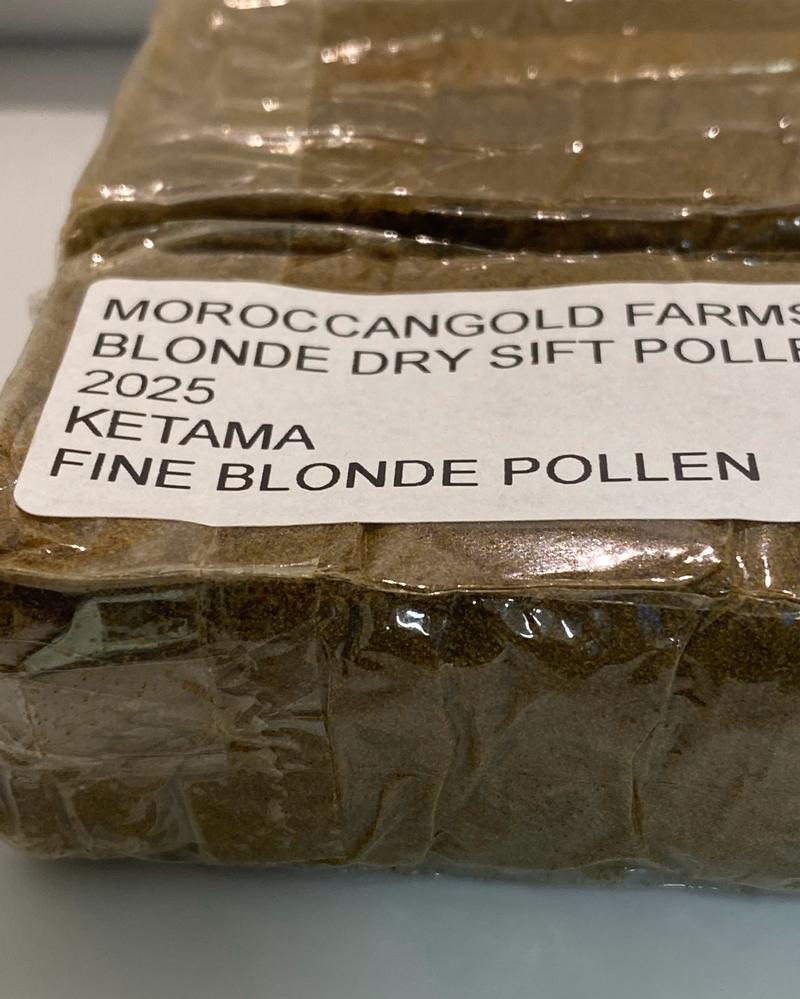 MOROCCANGOLD FARMS
BLONDE DRY SIFT POLLE
2025
KETAMA
FINE BLONDE POLLEN